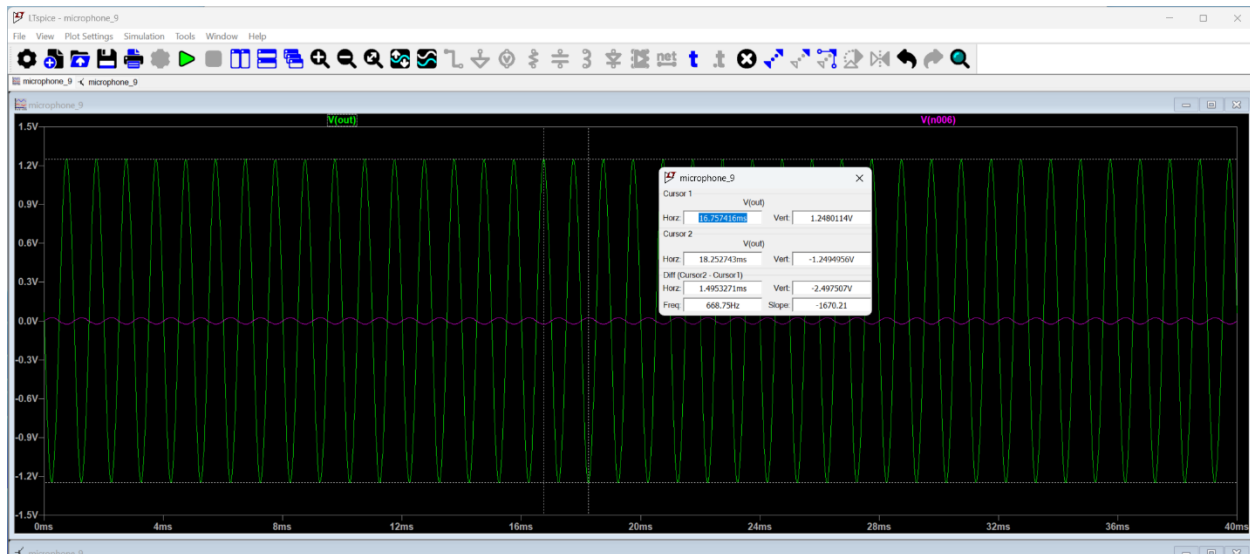 LTspice - microphone_9
File View Plot Settings Simulation Tools Window Help
net t .t
microphone_9 microphone_9
microphone_9
V(out) V(n006)
1.5V
1.2V
0.9V
0.6V
0.3V
0.0V
-0.3V
-0.6V
-0.9V
-1.2V
-1.5V
0ms 4ms 8ms 12ms 16ms 20ms 24ms 28ms 32ms 36ms 40ms
microphone_9
Cursor 1
V(out)
Horz: 16.757416ms Vert: 1.2480114V
Cursor 2
V(out)
Horz: 18.252743ms Vert: -1.2494956V
Diff (Cursor2 - Cursor1)
Horz: 1.4953271ms Vert: -2.497507V
Freq: 668.75Hz Slope: -1670.21
microphone_9